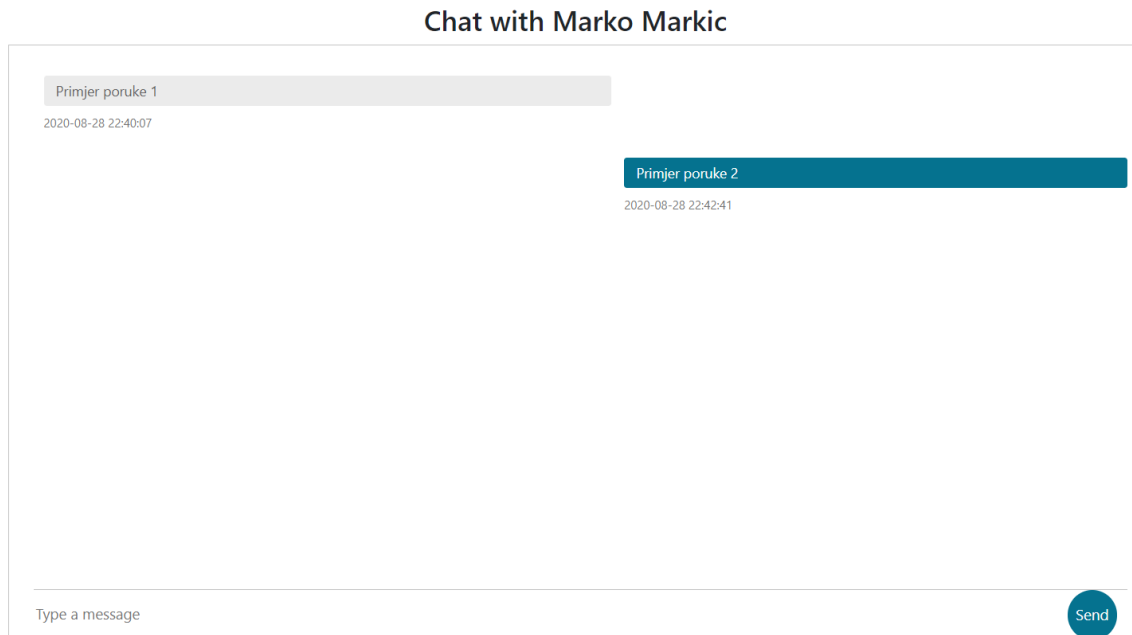 Chat with Marko Markic
Primjer poruke 1
2020-08-28 22:40:07
Primjer poruke 2
2020-08-28 22:42:41
Type a message
Send